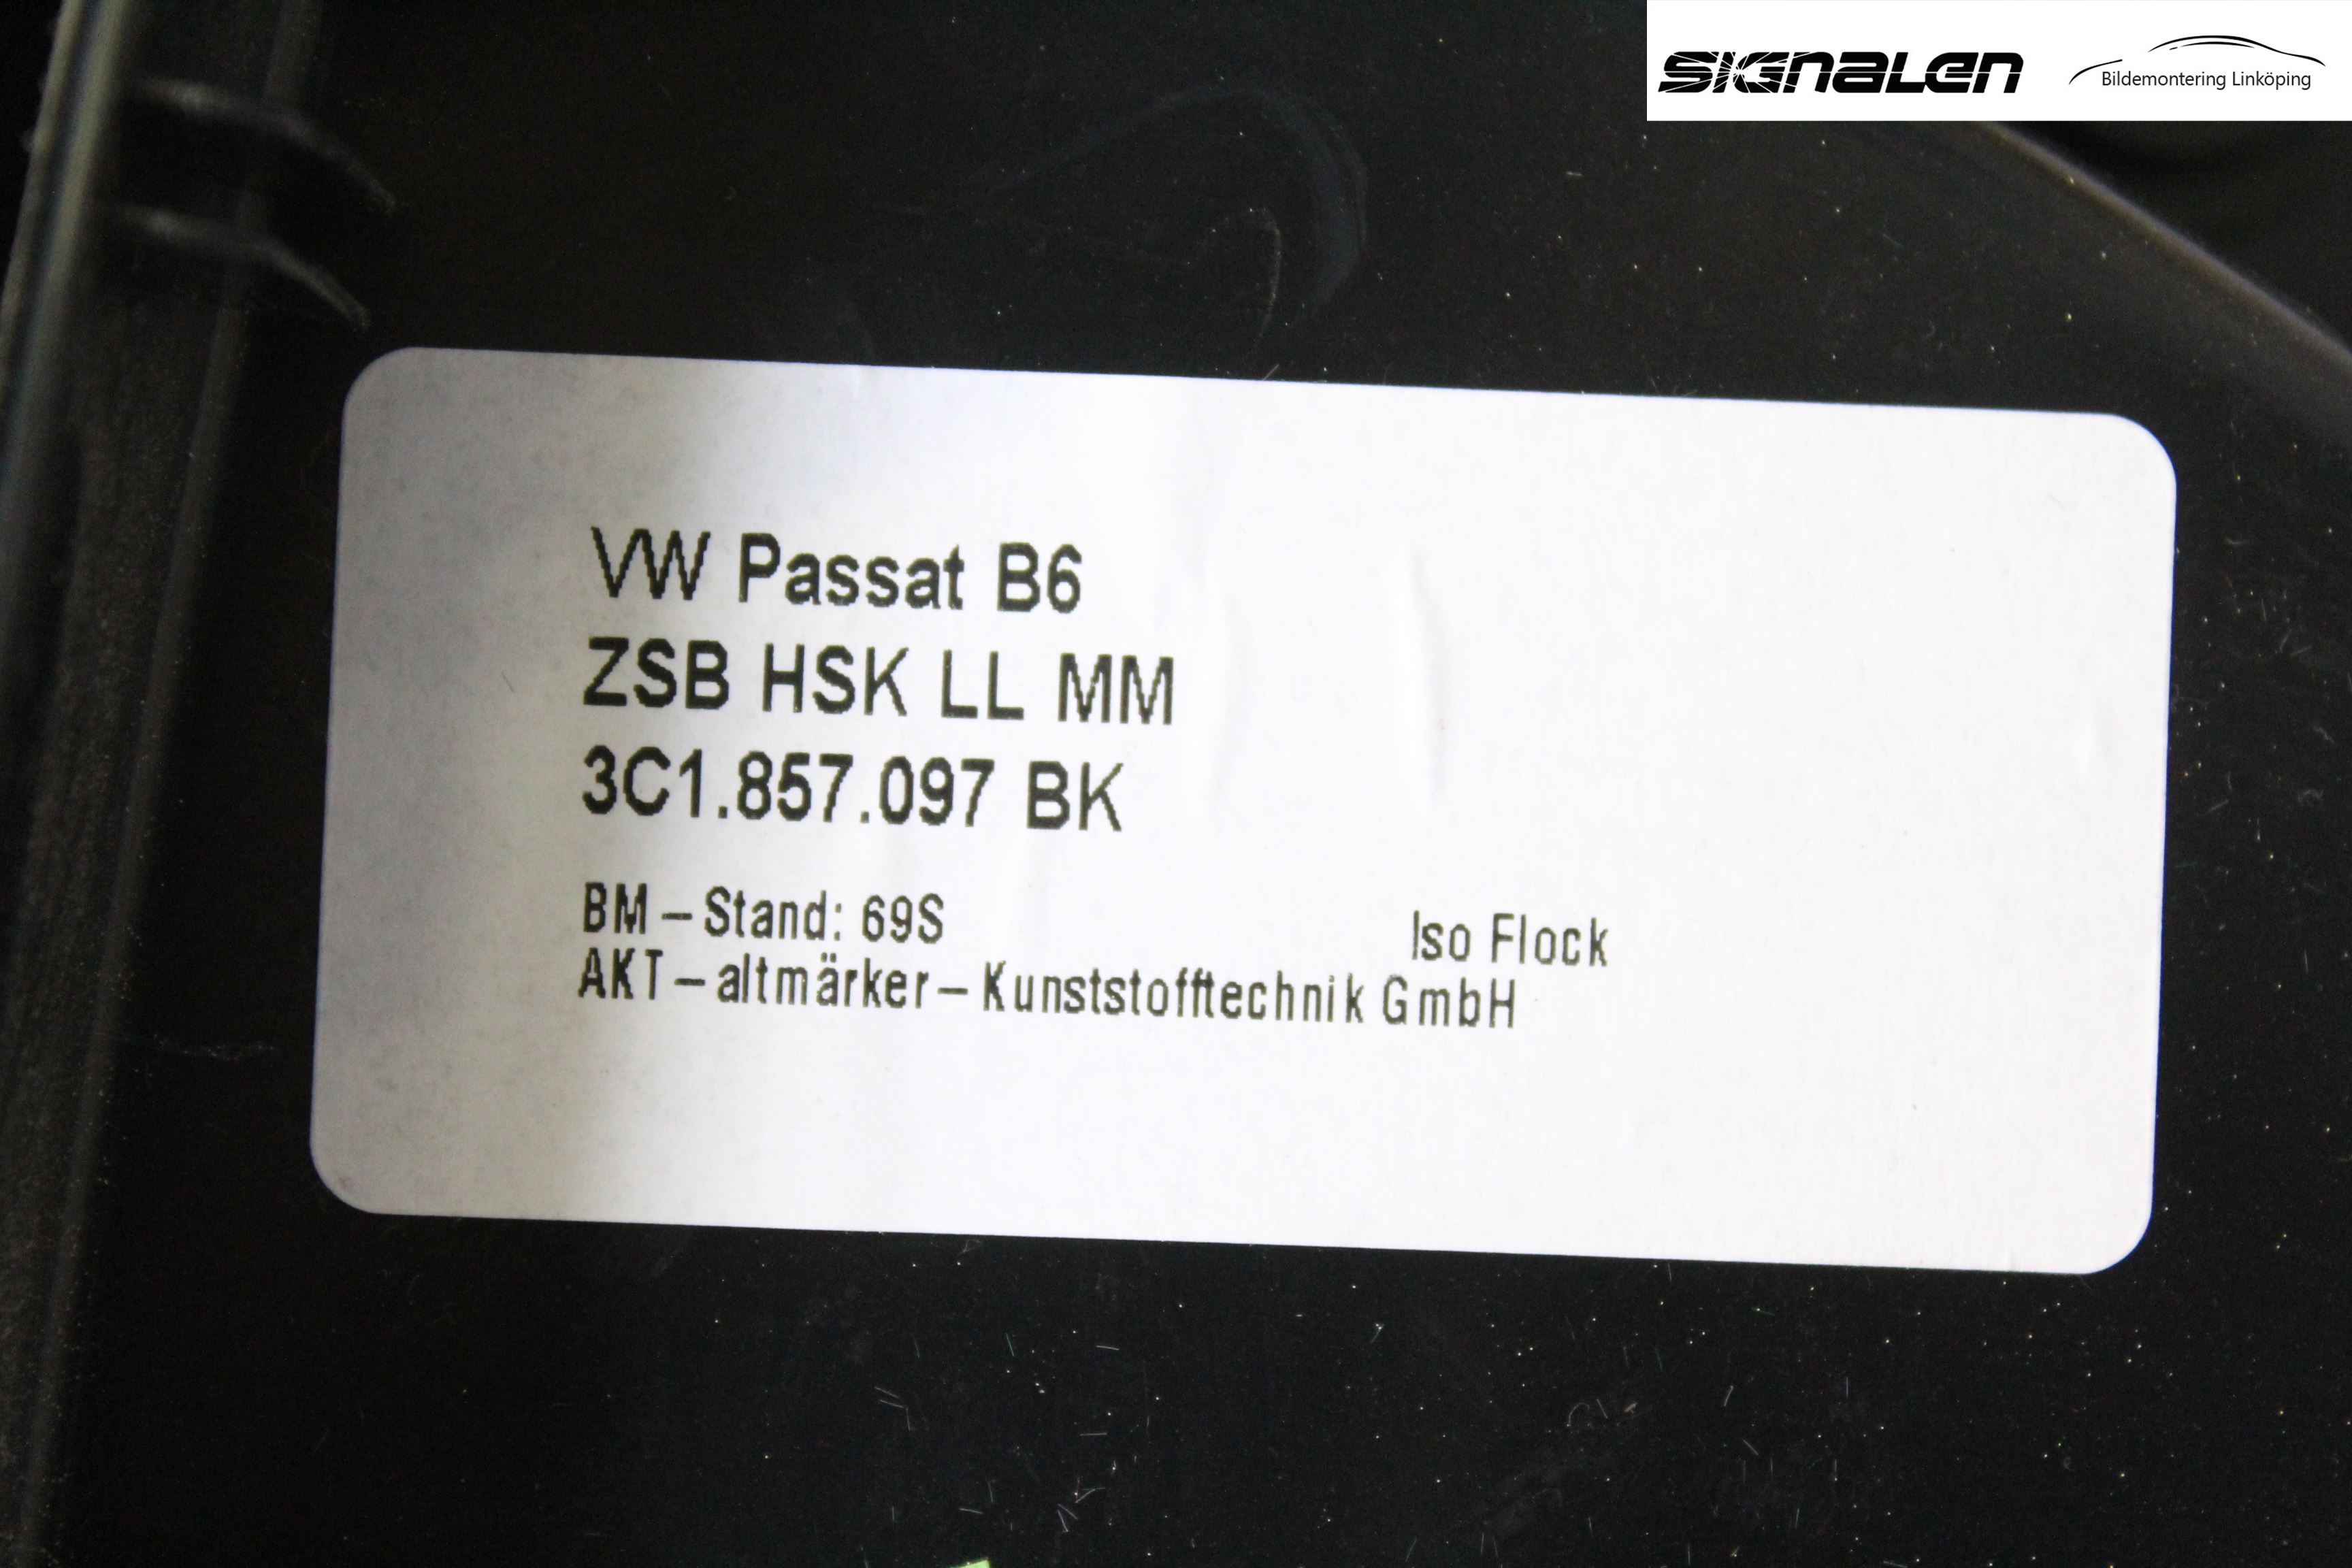 SIGNALEN
Bildemontering Linköping
VW Passat B6
ZSB HSK LL MM
3C1.857.097 BK
BM – Stand: 69S Iso Flock
AKT – altmärker – Kunststofftechnik GmbH